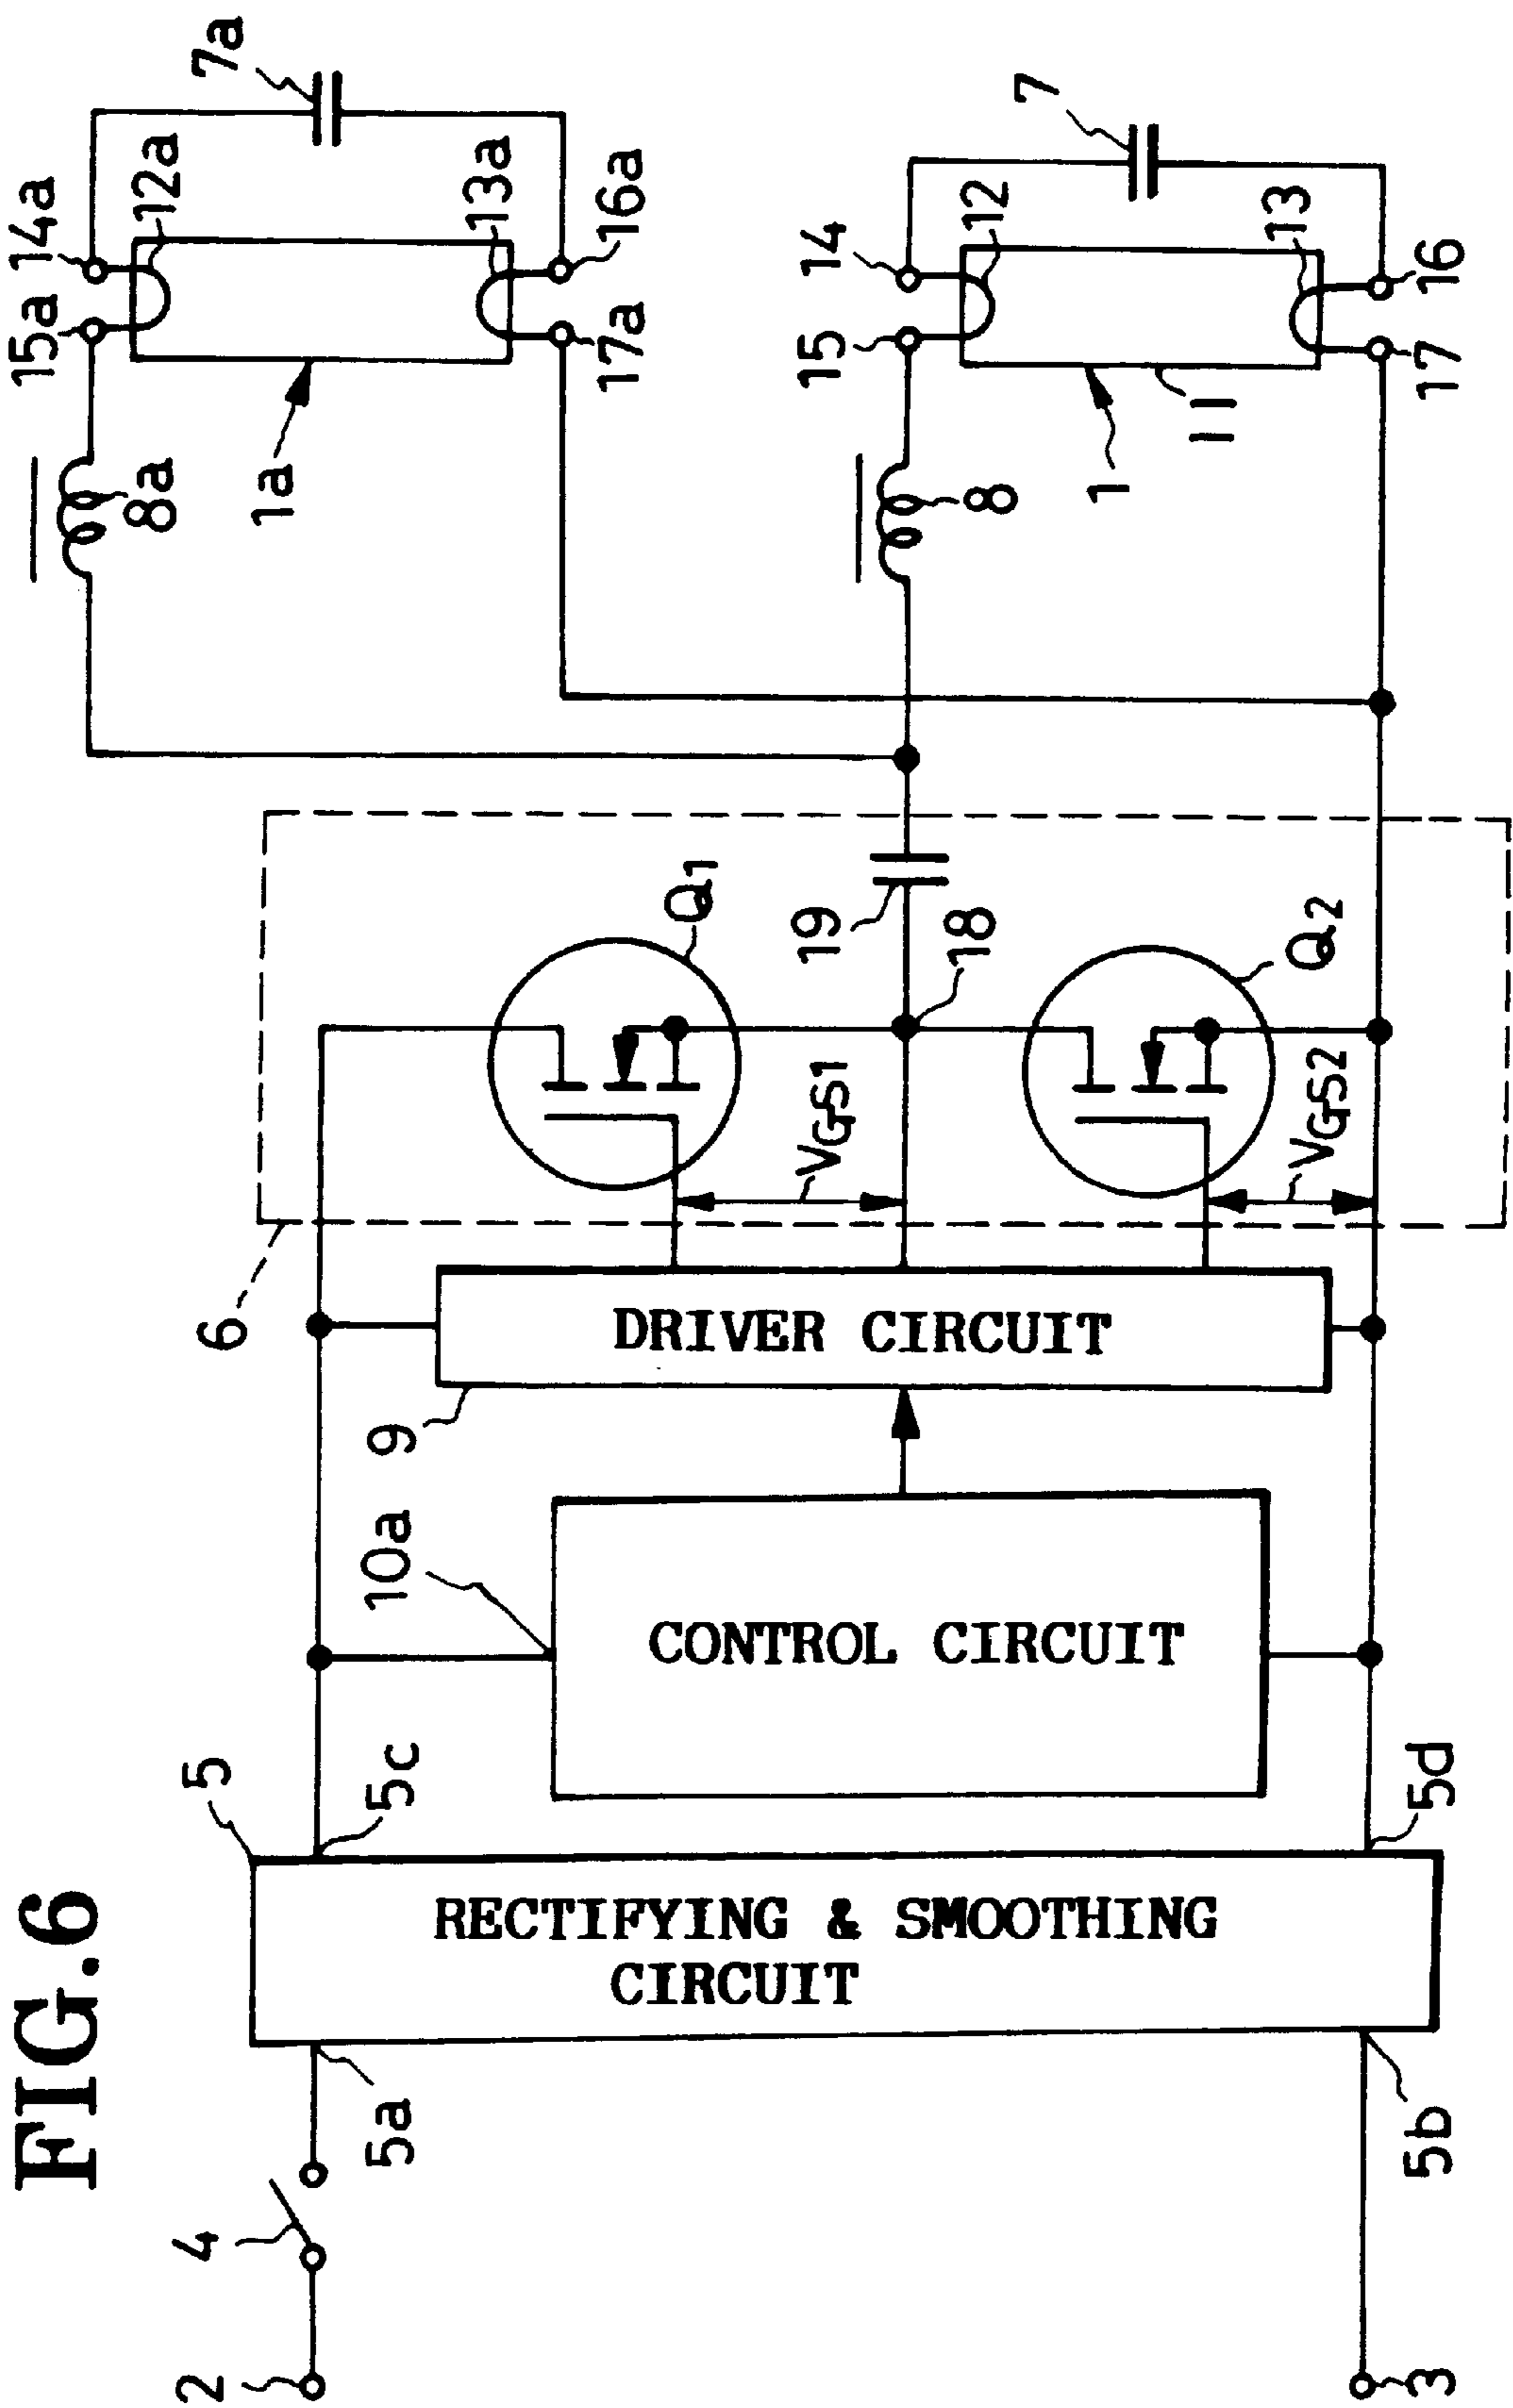 FIG.6
2
4
3
5a
5b
5
RECTIFYING & SMOOTHING
CIRCUIT
5c
5d
10a
CONTROL CIRCUIT
9
DRIVER CIRCUIT
6
VGS1
VGS2
Q1
Q2
19
18
8a
1a
15a
14a
12a
13a
17a
16a
7a
8
1
11
15
14
12
13
17
16
7